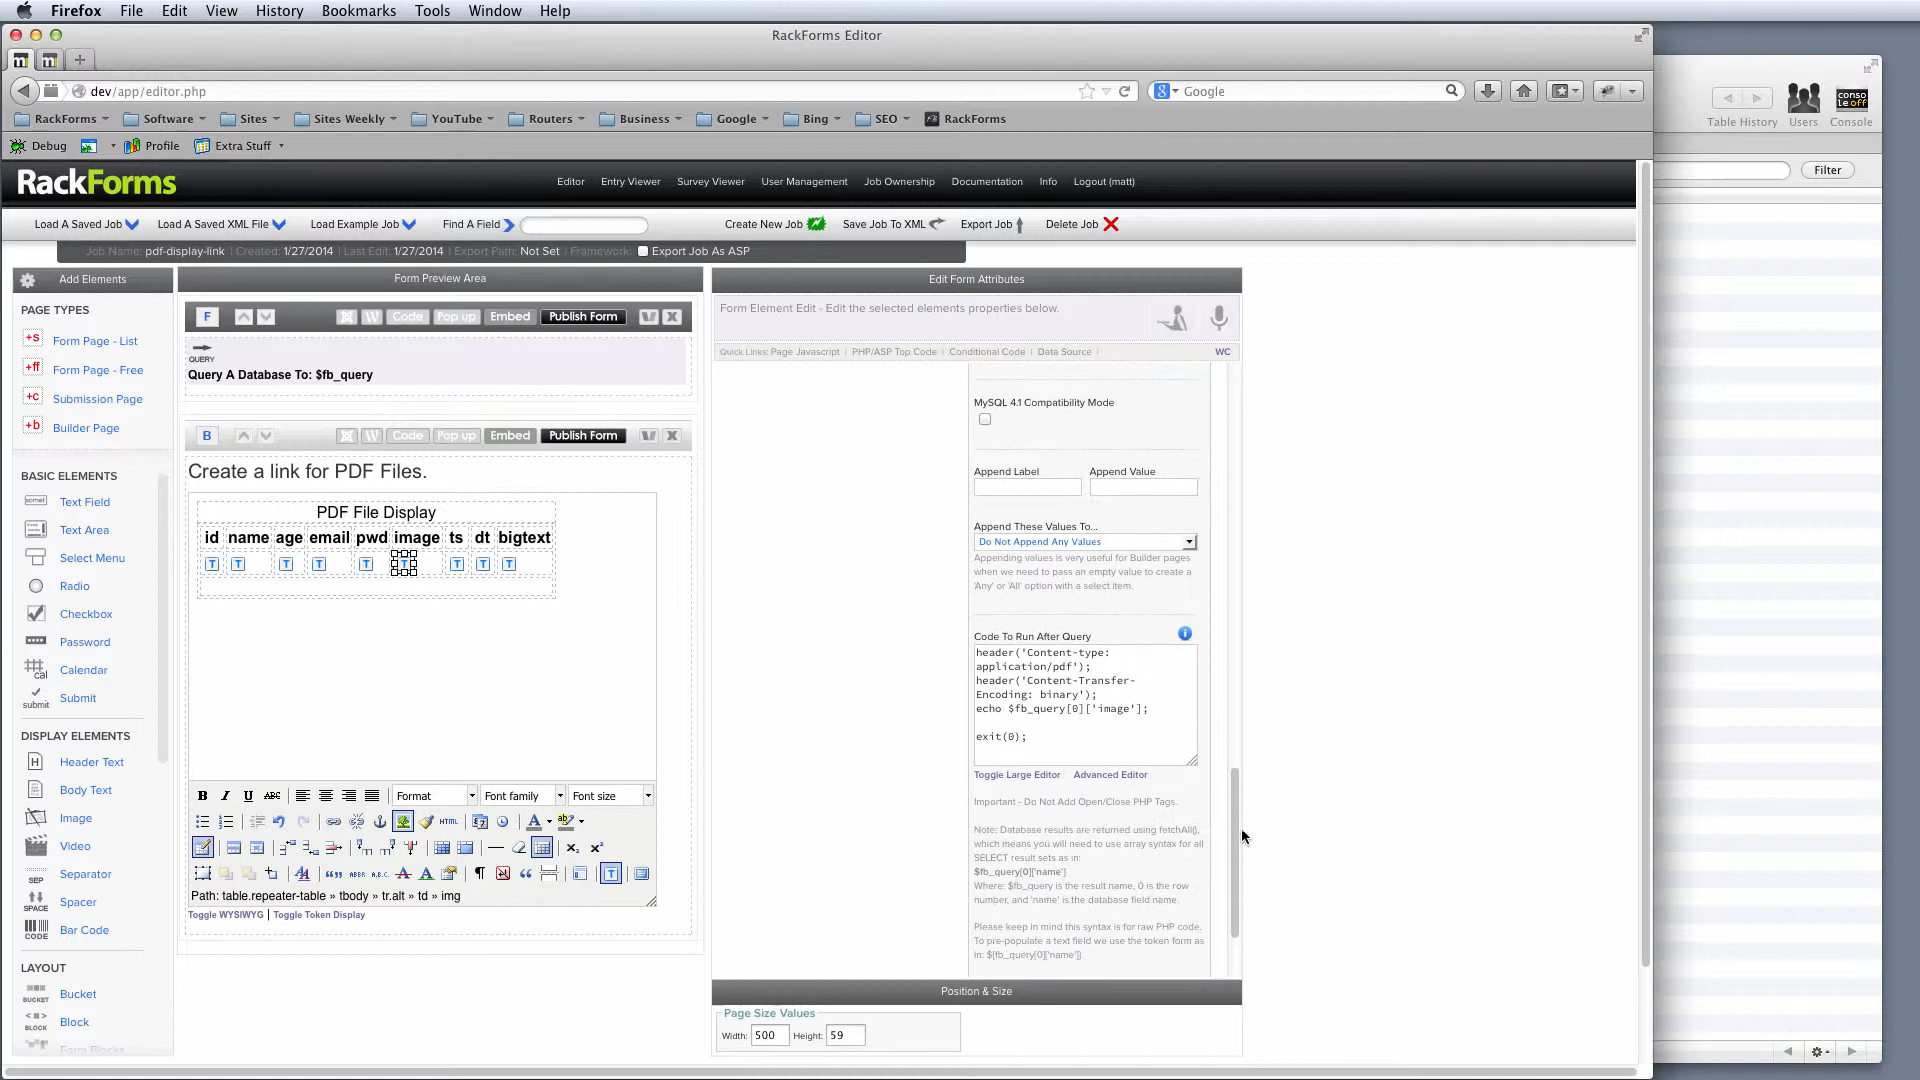 Firefox File Edit View History Bookmarks Tools Window Help
RackForms Editor
dev/app/editor.php
Google
RackForms Software Sites Sites Weekly YouTube Routers Business Google Bing SEO RackForms
Debug Profile Extra Stuff
Table History Users Console
Filter
RackForms
Editor Entry Viewer Survey Viewer User Management Job Ownership Documentation Info Logout (matt)
Load A Saved Job Load A Saved XML File Load Example Job Find A Field Create New Job Save Job To XML Export Job Delete Job
Job Name: pdf-display-link | Created: 1/27/2014 | Last Edit: 1/27/2014 | Export Path: Not Set | Framework: Export Job As ASP
Add Elements
PAGE TYPES
+s Form Page - List
+ff Form Page - Free
+c Submission Page
+b Builder Page
BASIC ELEMENTS
Text Field
Text Area
Select Menu
Radio
Checkbox
Password
Calendar
submit Submit
DISPLAY ELEMENTS
Header Text
Body Text
Image
Video
SEP Separator
SPACE Spacer
CODE Bar Code
LAYOUT
BUCKET Bucket
BLOCK Block
Form Blocks
Form Preview Area
F Code Pop up Embed Publish Form
QUERY
Query A Database To: $fb_query
B Code Pop up Embed Publish Form
Create a link for PDF Files.
PDF File Display
id name age email pwd image ts dt bigtext
Format Font family Font size
HTML
Path: table.repeater-table » tbody » tr.alt » td » img
Toggle WYSIWYG | Toggle Token Display
Edit Form Attributes
Form Element Edit - Edit the selected elements properties below.
Quick Links: Page Javascript | PHP/ASP Top Code | Conditional Code | Data Source | WC
MySQL 4.1 Compatibility Mode
Append Label Append Value
Append These Values To...
Do Not Append Any Values
Appending values is very useful for Builder pages
when we need to pass an empty value to create a
'Any' or 'All' option with a select item.
Code To Run After Query
header('Content-type:
application/pdf');
header('Content-Transfer-
Encoding: binary');
echo $fb_query[0]['image'];
exit(0);
Toggle Large Editor Advanced Editor
Important - Do Not Add Open/Close PHP Tags.
Note: Database results are returned using fetchAll(),
which means you will need to use array syntax for all
SELECT result sets as in:
$fb_query[0]['name']
Where: $fb_query is the result name, 0 is the row
number, and 'name' is the database field name.
Please keep in mind this syntax is for raw PHP code.
To pre-populate a text field we use the token form as
in: ${fb_query[0]['name']}
Position & Size
Page Size Values
Width: 500 Height: 59